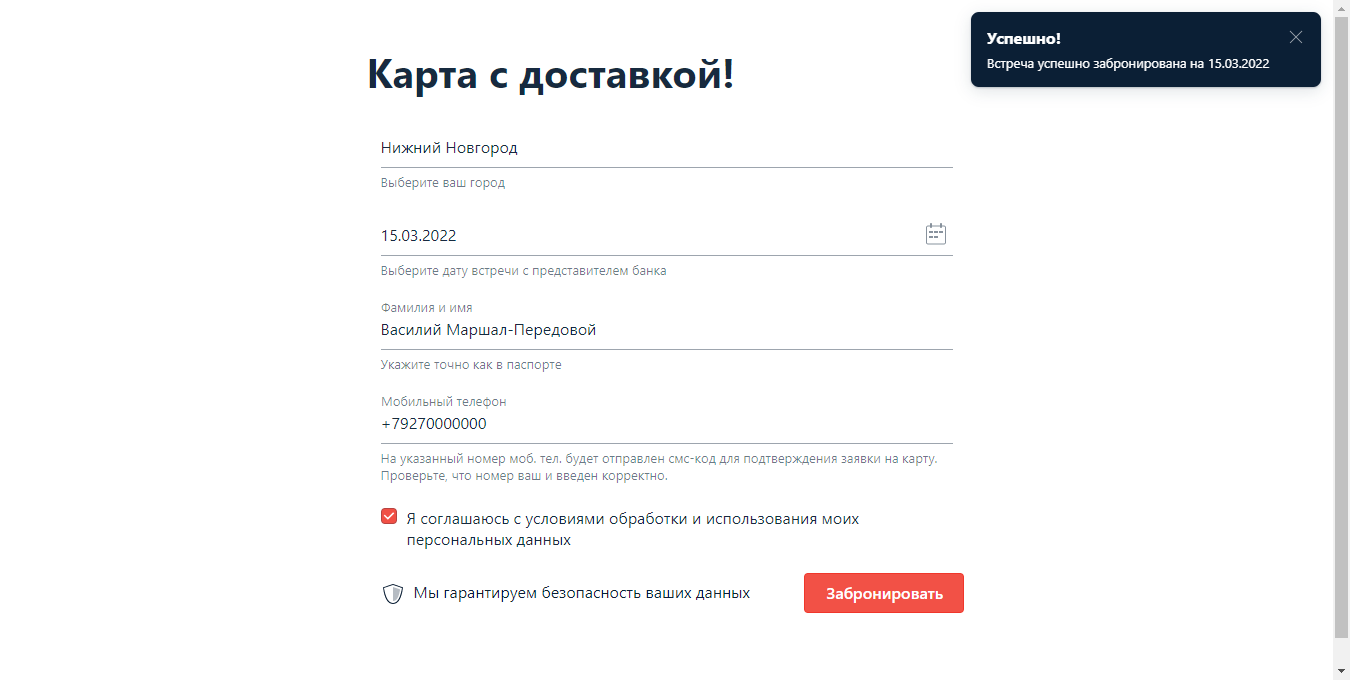 Успешно!
Встреча успешно забронирована на 15.03.2022
Карта с доставкой!
Нижний Новгород
Выберите ваш город
15.03.2022
Выберите дату встречи с представителем банка
Фамилия и имя
Василий Маршал-Передовой
Укажите точно как в паспорте
Мобильный телефон
+79270000000
На указанный номер моб. тел. будет отправлен смс-код для подтверждения заявки на карту.
Проверьте, что номер ваш и введен корректно.
Я соглашаюсь с условиями обработки и использования моих
персональных данных
Мы гарантируем безопасность ваших данных
Забронировать